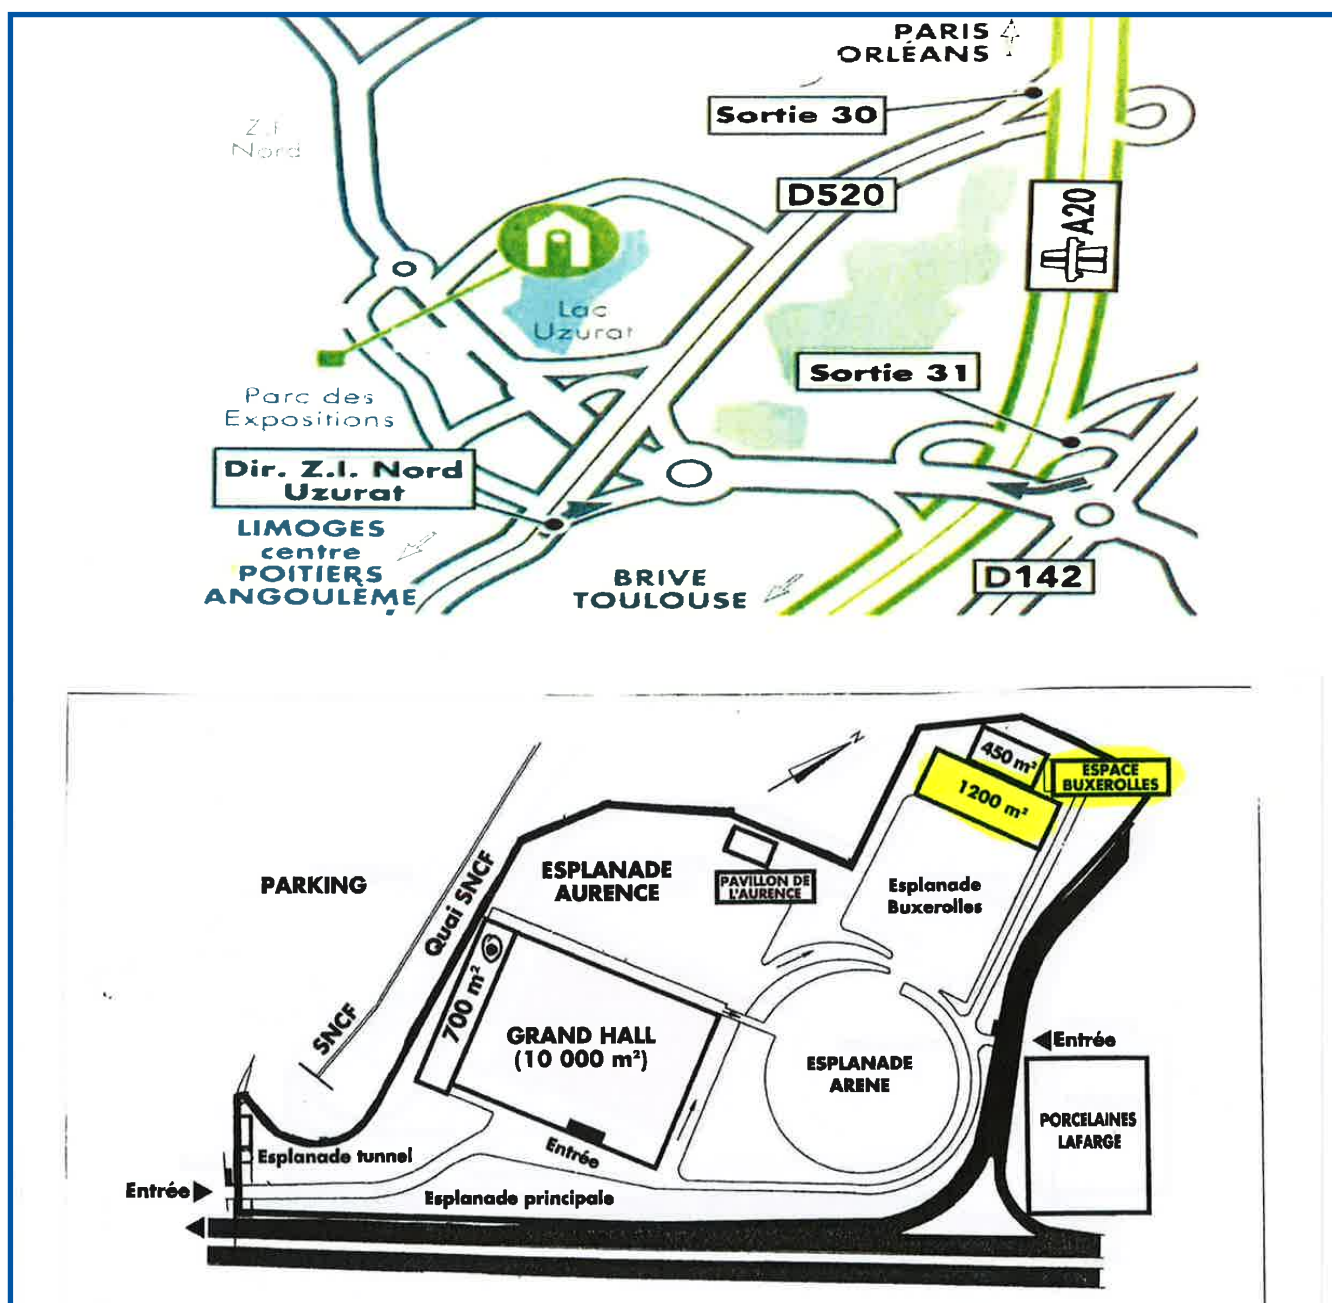 PARIS
ORLÉANS
Sortie 30
Z.I
Nord
D520
A20
Lac
Uzurat
Sortie 31
Parc des
Expositions
Dir. Z.I. Nord
Uzurat
LIMOGES
centre
POITIERS
ANGOULÈME
BRIVE
TOULOUSE
D142
N
450 m²
ESPACE
BUXEROLLES
1200 m²
PARKING
Quai SNCF
ESPLANADE
AURENCE
PAVILLON DE
L'AURENCE
Esplanade
Buxerolles
SNCF
700 m²
GRAND HALL
(10 000 m²)
ESPLANADE
ARENE
Entrée
PORCELAINES
LAFARGE
Entrée
Esplanade tunnel
Entrée
Esplanade principale